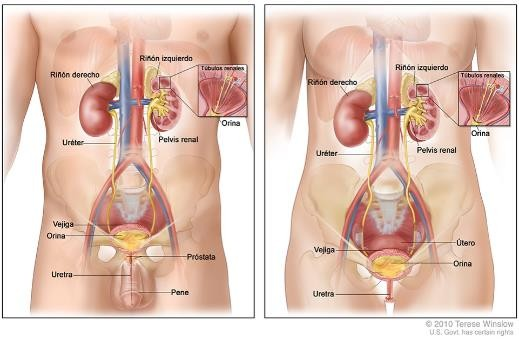 Riñón izquierdo
Túbulos renales
Riñón derecho
Orina
Uréter
Pelvis renal
Vejiga
Orina
Próstata
Uretra
Pene
Riñón izquierdo
Túbulos renales
Riñón derecho
Orina
Uréter
Pelvis renal
Útero
Vejiga
Orina
Uretra
© 2010 Terese Winslow
U.S. Govt. has certain rights